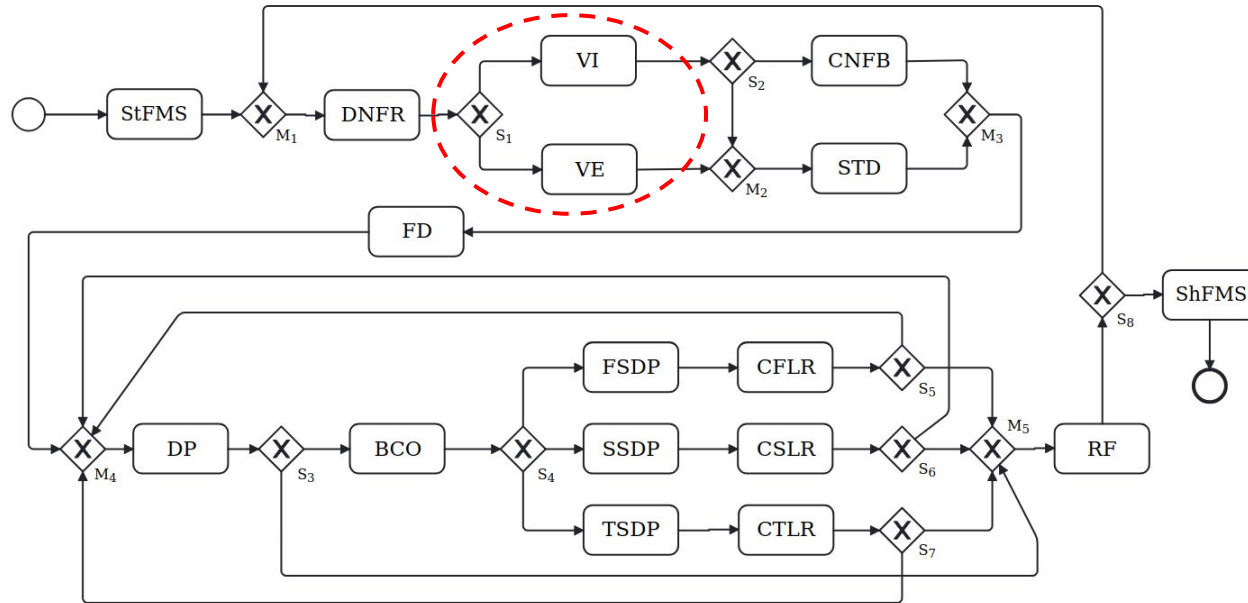 VI
CNFB
S2
StFMS
DNFR
M1
S1
M3
VE
STD
M2
FD
ShFMS
S8
FSDP
CFLR
S5
M5
DP
BCO
SSDP
CSLR
RF
M4
S3
S4
S6
TSDP
CTLR
S7